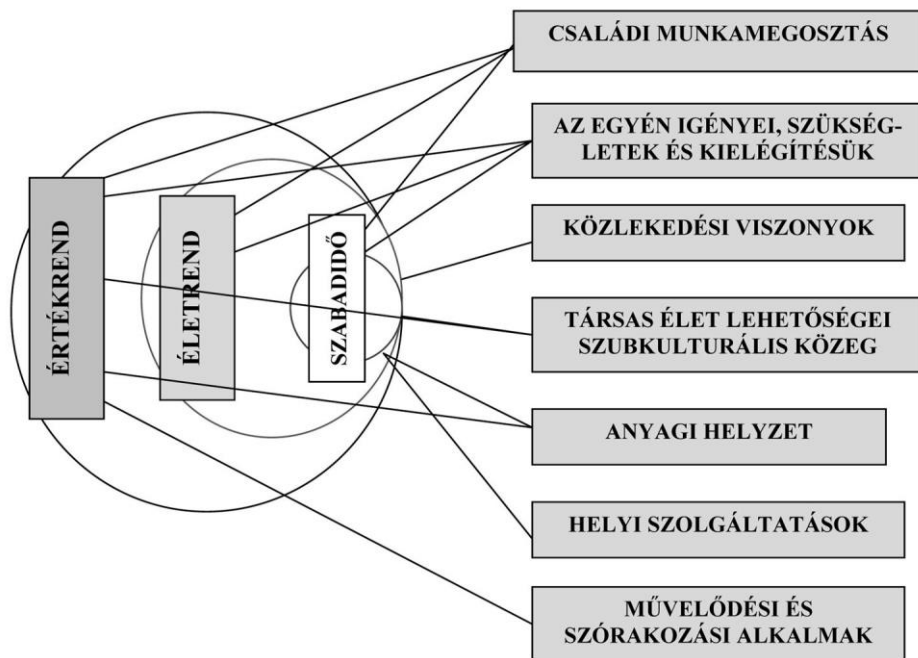 CSALÁDI MUNKAMEGOSZTÁS
AZ EGYÉN IGÉNYEI, SZÜKSÉG-
LETEK ÉS KIELÉGÍTÉSÜK
KÖZLEKEDÉSI VISZONYOK
TÁRSAS ÉLET LEHETŐSÉGEI
SZUBKULTURÁLIS KÖZEG
ANYAGI HELYZET
HELYI SZOLGÁLTATÁSOK
MŰVELŐDÉSI ÉS
SZÓRAKOZÁSI ALKALMAK
ÉRTÉKREND
ÉLETREND
SZABADIDŐ